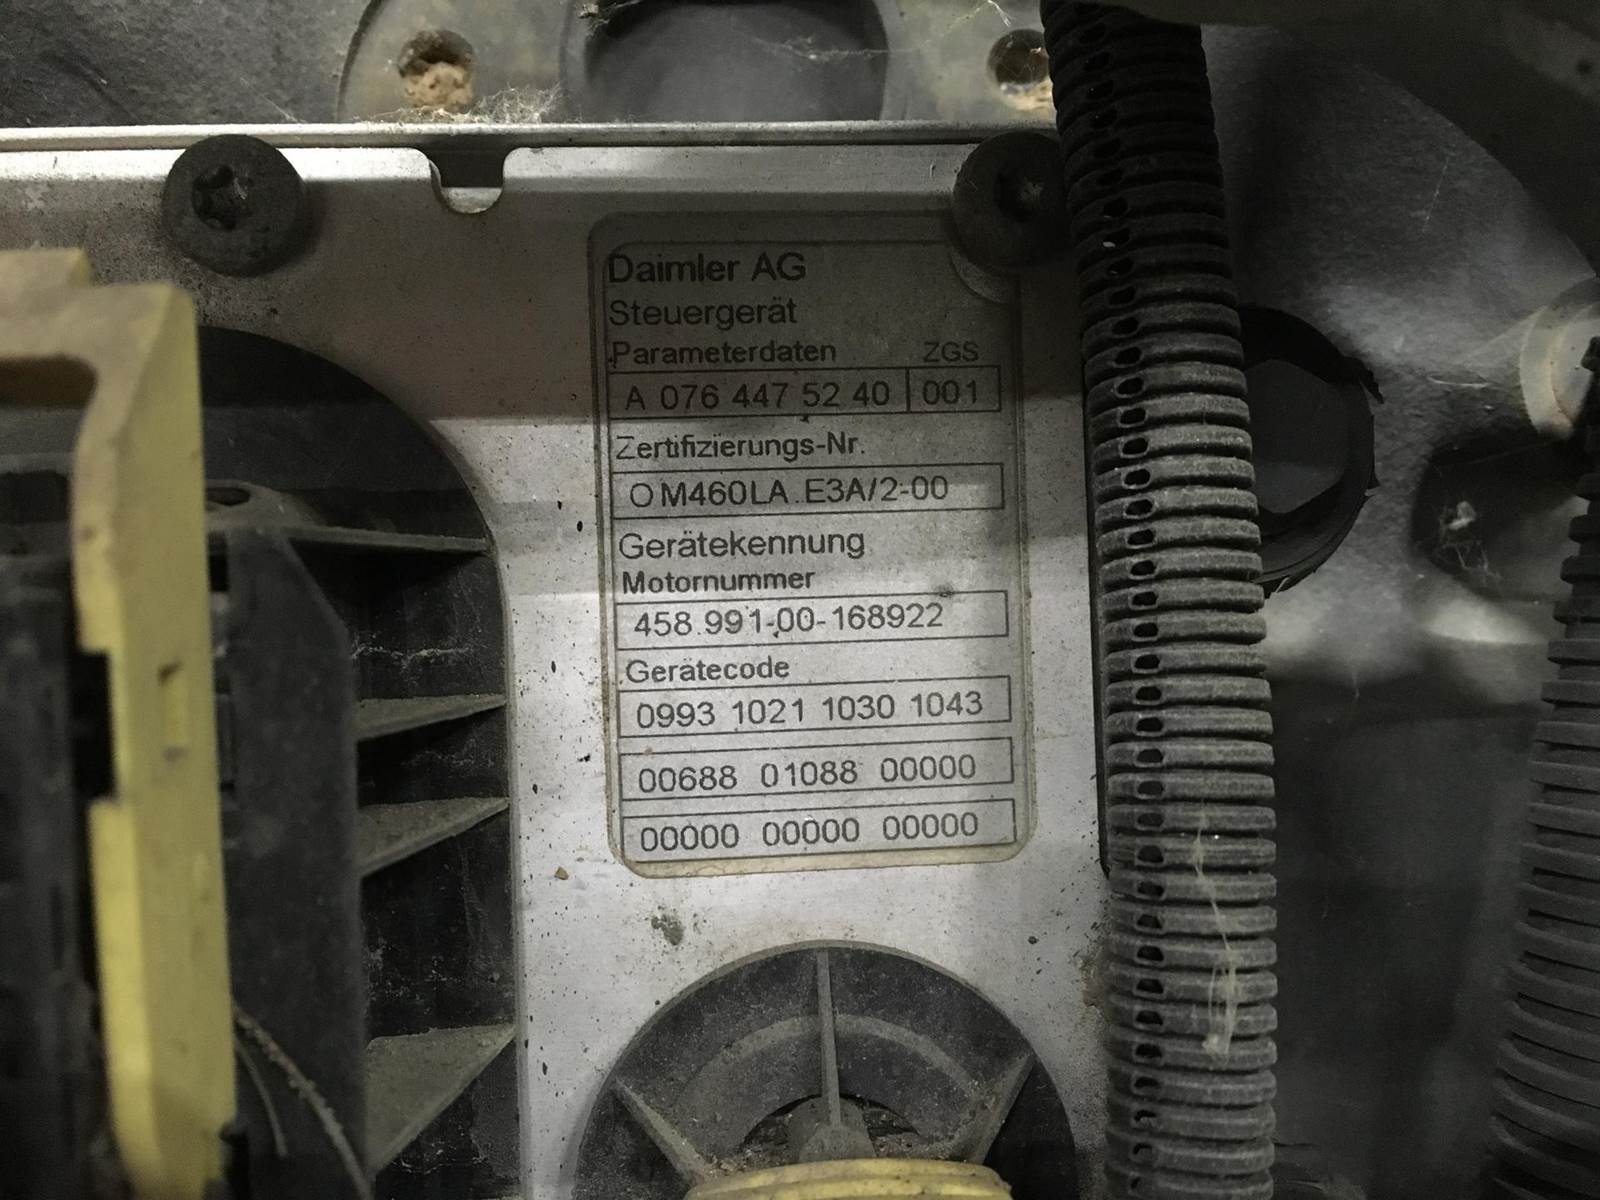 Daimler AG
Steuergerät
Parameterdaten ZGS
A 076 447 52 40 001
Zertifizierungs-Nr.
OM460LA.E3A/2-00
Gerätekennung
Motornummer
458.991-00-168922
Gerätecode
0993 1021 1030 1043
00688 01088 00000
00000 00000 00000